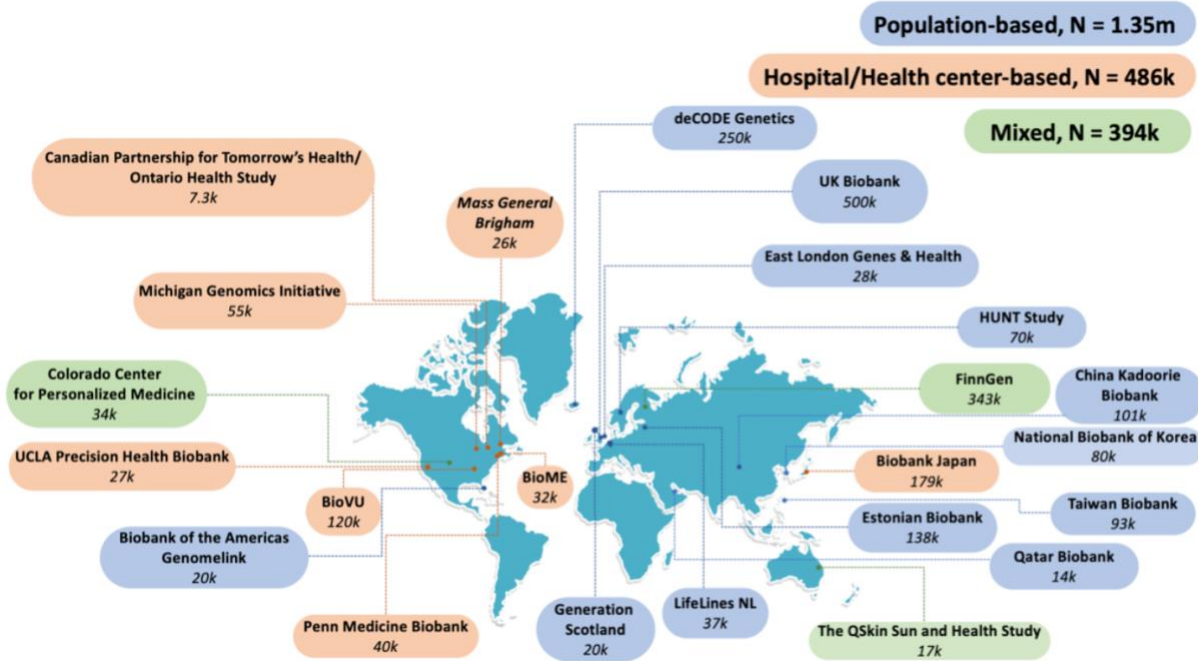 Population-based, N = 1.35m
Hospital/Health center-based, N = 486k
Mixed, N = 394k
deCODE Genetics
250k
Canadian Partnership for Tomorrow's Health/
Ontario Health Study
7.3k
UK Biobank
500k
Mass General
Brigham
26k
East London Genes & Health
28k
Michigan Genomics Initiative
55k
HUNT Study
70k
Colorado Center
for Personalized Medicine
34k
FinnGen
343k
China Kadoorie
Biobank
101k
National Biobank of Korea
80k
UCLA Precision Health Biobank
27k
BioME
32k
Biobank Japan
179k
BioVU
120k
Taiwan Biobank
93k
Estonian Biobank
138k
Biobank of the Americas
Genomelink
20k
Qatar Biobank
14k
Generation
Scotland
20k
LifeLines NL
37k
Penn Medicine Biobank
40k
The QSkin Sun and Health Study
17k